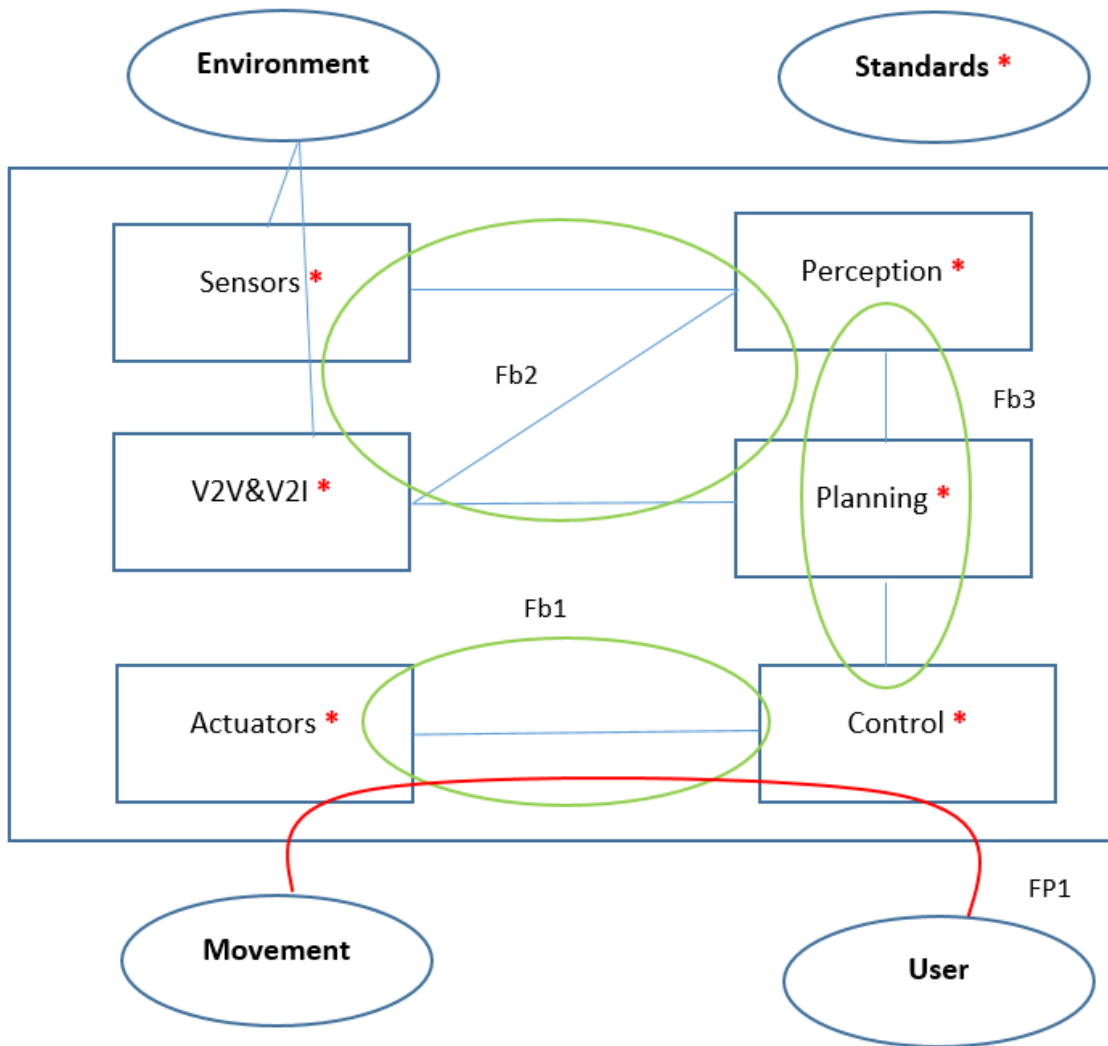 Environment
Standards *
Sensors *
Perception *
Fb2
Fb3
V2V&V2I *
Planning *
Fb1
Actuators *
Control *
FP1
Movement
User